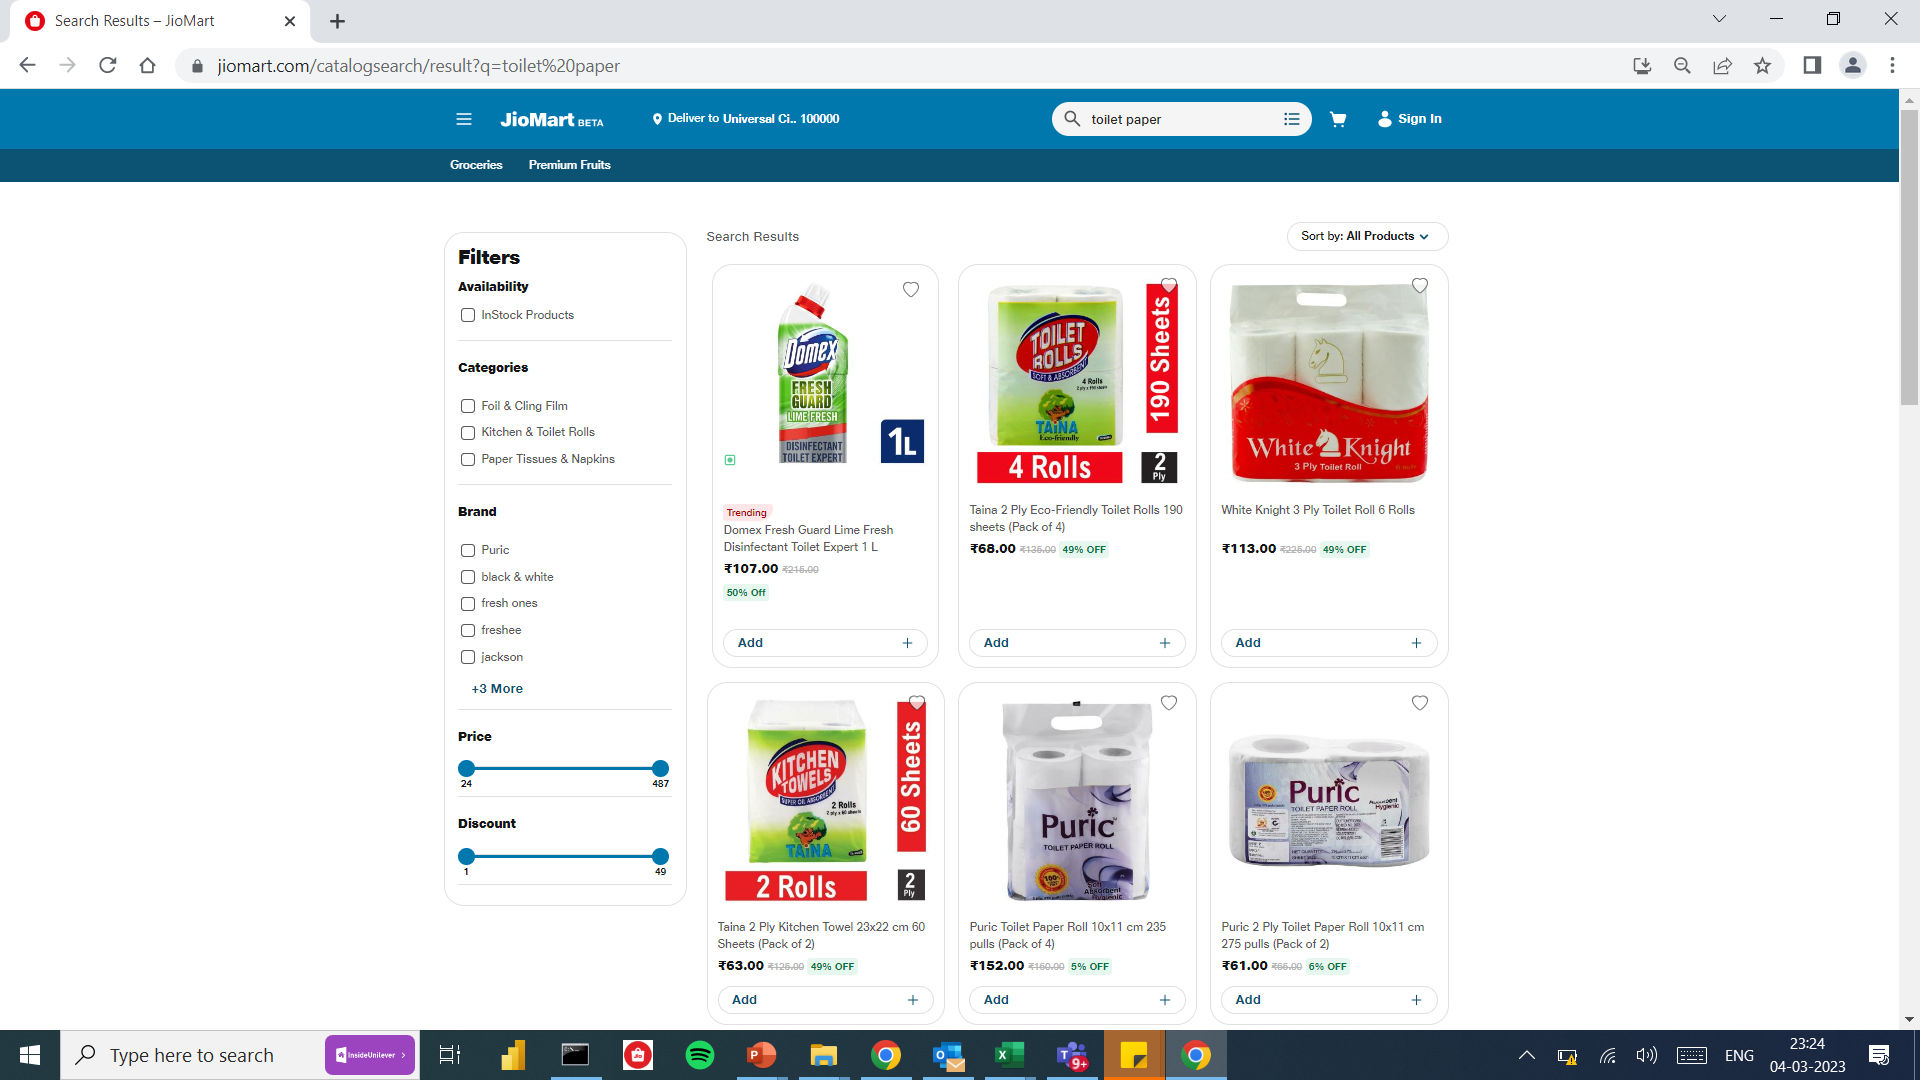 Search Results – JioMart
jiomart.com/catalogsearch/result?q=toilet%20paper
JioMart BETA
Deliver to Universal Ci.. 100000
toilet paper
Sign In
Groceries
Premium Fruits
Filters
Availability
InStock Products
Categories
Foil & Cling Film
Kitchen & Toilet Rolls
Paper Tissues & Napkins
Brand
Puric
black & white
fresh ones
freshee
jackson
+3 More
Price
24
487
Discount
1
49
Search Results
Sort by: All Products
Domex
FRESH
GUARD
LIME FRESH
DISINFECTANT
TOILET EXPERT
1L
Trending
Domex Fresh Guard Lime Fresh
Disinfectant Toilet Expert 1 L
₹107.00 ₹215.00
50% Off
Add +
TOILET
ROLLS
SOFT & ABSORBENT
4 Rolls
TAiNA
Eco-friendly
190 Sheets
4 Rolls
2
Ply
Taina 2 Ply Eco-Friendly Toilet Rolls 190
sheets (Pack of 4)
₹68.00 ₹135.00 49% OFF
Add +
White Knight
3 Ply Toilet Roll
White Knight 3 Ply Toilet Roll 6 Rolls
₹113.00 ₹225.00 49% OFF
Add +
KITCHEN
TOWELS
SUPER OIL ABSORBENT
2 Rolls
2 ply x 60 sheets
TAiNA
60 Sheets
2 Rolls
2
Ply
Taina 2 Ply Kitchen Towel 23x22 cm 60
Sheets (Pack of 2)
₹63.00 ₹125.00 49% OFF
Add +
Puric
TOILET PAPER ROLL
100%
Soft
Absorbent
Hygienic
Puric Toilet Paper Roll 10x11 cm 235
pulls (Pack of 4)
₹152.00 ₹160.00 5% OFF
Add +
Puric
TOILET PAPER ROLL
Absorbent
Hygienic
Puric 2 Ply Toilet Paper Roll 10x11 cm
275 pulls (Pack of 2)
₹61.00 ₹65.00 6% OFF
Add +
Type here to search
InsideUnilever
9+
ENG
23:24
04-03-2023